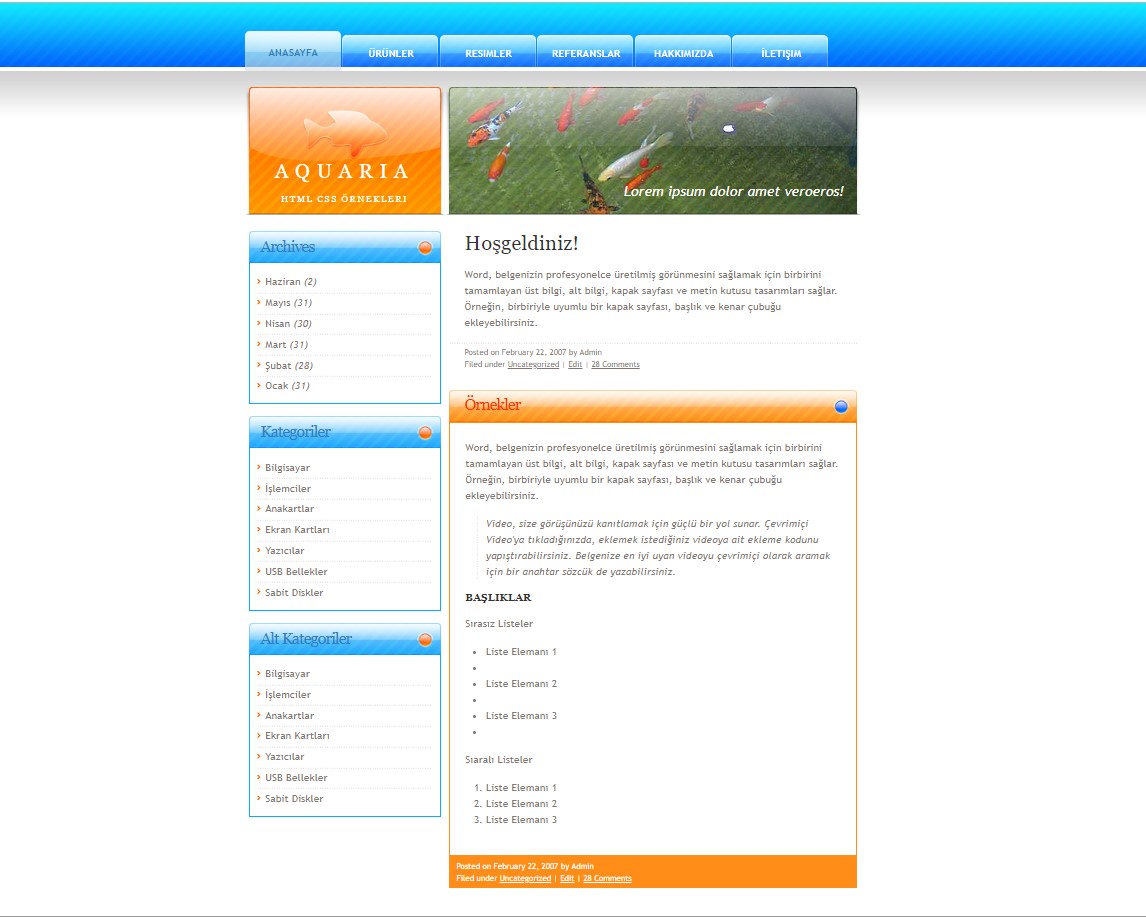 ANASAYFA
ÜRÜNLER
RESIMLER
REFERANSLAR
HAKKIMIZDA
İLETIŞIM
AQUARIA
HTML CSS ÖRNEKLERI
Lorem ipsum dolor amet veroeros!
Archives
Haziran (2)
Mayıs (31)
Nisan (30)
Mart (31)
Şubat (28)
Ocak (31)
Kategoriler
Bilgisayar
İşlemciler
Anakartlar
Ekran Kartları
Yazıcılar
USB Bellekler
Sabit Diskler
Alt Kategoriler
Bilgisayar
İşlemciler
Anakartlar
Ekran Kartları
Yazıcılar
USB Bellekler
Sabit Diskler
Hoşgeldiniz!
Word, belgenizin profesyonelce üretilmiş görünmesini sağlamak için birbirini
tamamlayan üst bilgi, alt bilgi, kapak sayfası ve metin kutusu tasarımları sağlar.
Örneğin, birbiriyle uyumlu bir kapak sayfası, başlık ve kenar çubuğu
ekleyebilirsiniz.
Posted on February 22, 2007 by Admin
Filed under Uncategorized | Edit | 28 Comments
Örnekler
Word, belgenizin profesyonelce üretilmiş görünmesini sağlamak için birbirini
tamamlayan üst bilgi, alt bilgi, kapak sayfası ve metin kutusu tasarımları sağlar.
Örneğin, birbiriyle uyumlu bir kapak sayfası, başlık ve kenar çubuğu
ekleyebilirsiniz.
Video, size görüşünüzü kanıtlamak için güçlü bir yol sunar. Çevrimiçi
Video'ya tıkladığınızda, eklemek istediğiniz videoya ait ekleme kodunu
yapıştırabilirsiniz. Belgenize en iyi uyan videoyu çevrimiçi olarak aramak
için bir anahtar sözcük de yazabilirsiniz.
BAŞLIKLAR
Sırasız Listeler
• Liste Elemanı 1
•
• Liste Elemanı 2
•
• Liste Elemanı 3
•
Sıaralı Listeler
1. Liste Elemanı 1
2. Liste Elemanı 2
3. Liste Elemanı 3
Posted on February 22, 2007 by Admin
Filed under Uncategorized | Edit | 28 Comments